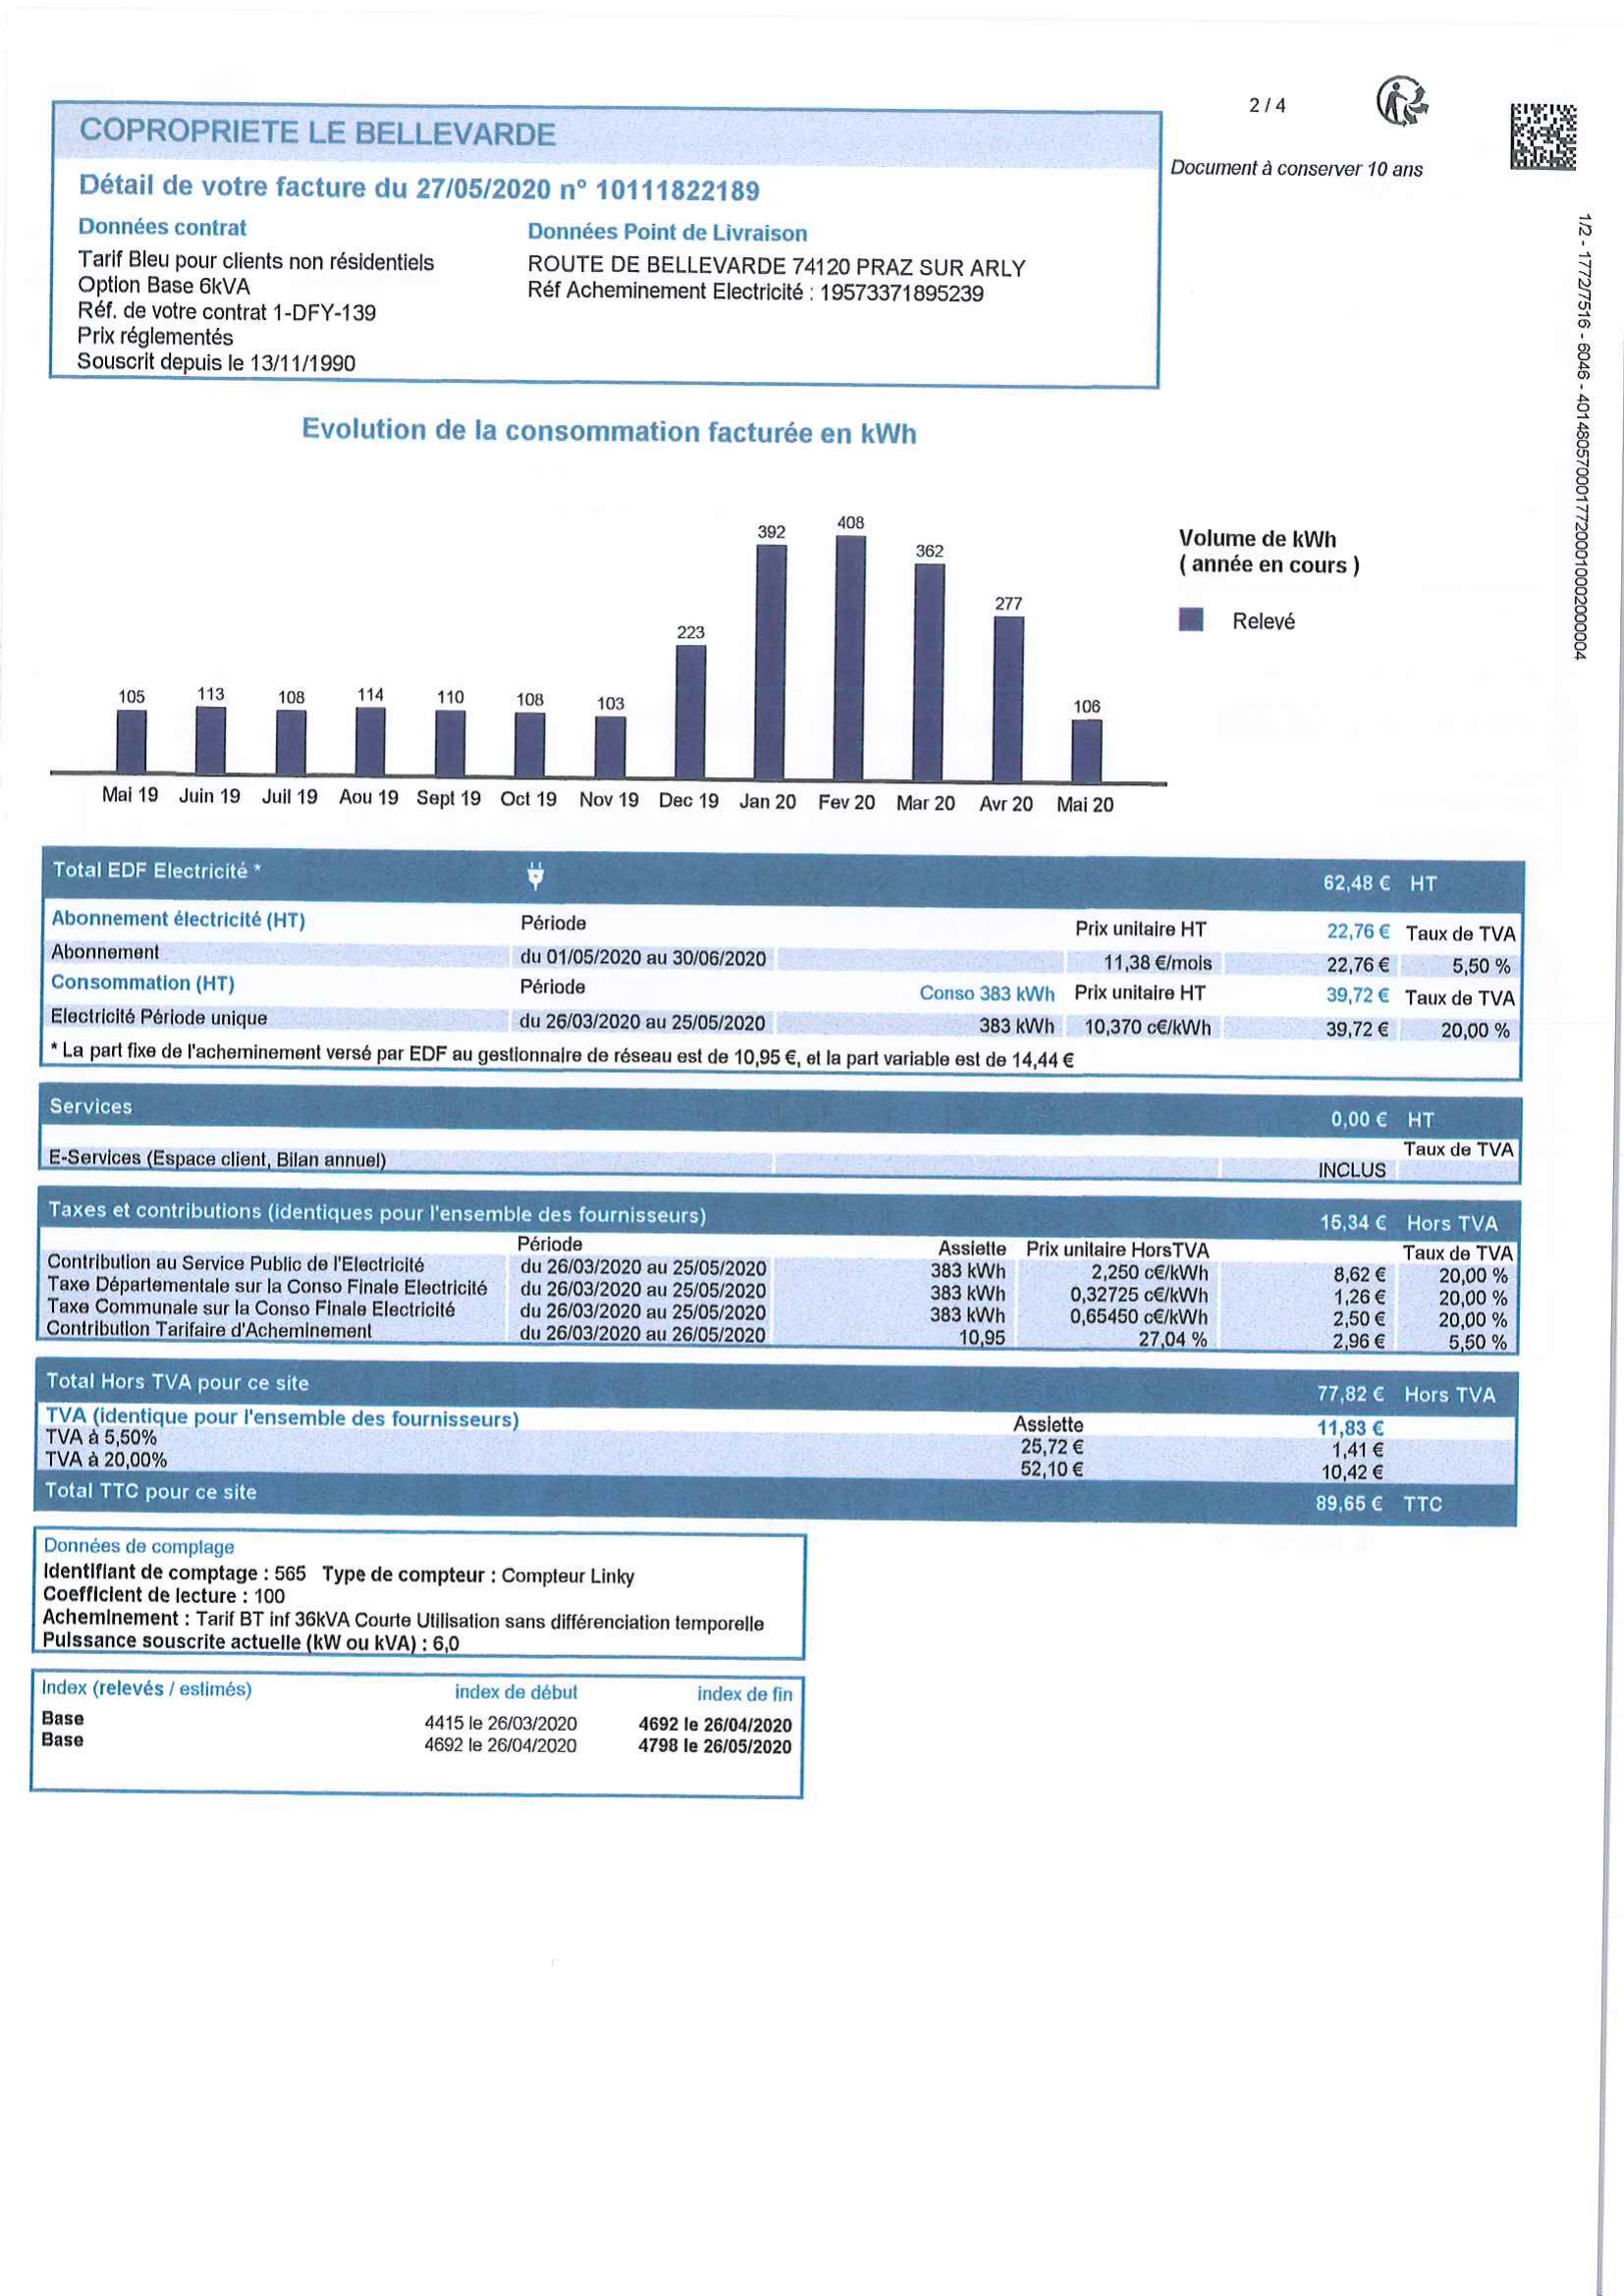 2 / 4
COPROPRIETE LE BELLEVARDE
Document à conserver 10 ans
Détail de votre facture du 27/05/2020 n° 10111822189
Données contrat
Tarif Bleu pour clients non résidentiels
Option Base 6kVA
Réf. de votre contrat 1-DFY-139
Prix réglementés
Souscrit depuis le 13/11/1990
Données Point de Livraison
ROUTE DE BELLEVARDE 74120 PRAZ SUR ARLY
Réf Acheminement Electricité : 19573371895239
1/2 - 1772/7516 - 6046 - 4014805700017720001000200004
Evolution de la consommation facturée en kWh
105 113 108 114 110 108 103 223 392 408 362 277 106
Mai 19 Juin 19 Juil 19 Aou 19 Sept 19 Oct 19 Nov 19 Dec 19 Jan 20 Fev 20 Mar 20 Avr 20 Mai 20
Volume de kWh
( année en cours )
Relevé
Total EDF Electricité * 62,48 € HT
Abonnement électricité (HT) Période Prix unitaire HT 22,76 € Taux de TVA
Abonnement du 01/05/2020 au 30/06/2020 11,38 €/mois 22,76 € 5,50 %
Consommation (HT) Période Conso 383 kWh Prix unitaire HT 39,72 € Taux de TVA
Electricité Période unique du 26/03/2020 au 25/05/2020 383 kWh 10,370 c€/kWh 39,72 € 20,00 %
* La part fixe de l'acheminement versé par EDF au gestionnaire de réseau est de 10,95 €, et la part variable est de 14,44 €
Services 0,00 € HT
Taux de TVA
E-Services (Espace client, Bilan annuel) INCLUS
Taxes et contributions (identiques pour l'ensemble des fournisseurs) 15,34 € Hors TVA
Période Assiette Prix unitaire HorsTVA Taux de TVA
Contribution au Service Public de l'Electricité du 26/03/2020 au 25/05/2020 383 kWh 2,250 c€/kWh 8,62 € 20,00 %
Taxe Départementale sur la Conso Finale Electricité du 26/03/2020 au 25/05/2020 383 kWh 0,32725 c€/kWh 1,26 € 20,00 %
Taxe Communale sur la Conso Finale Electricité du 26/03/2020 au 25/05/2020 383 kWh 0,65450 c€/kWh 2,50 € 20,00 %
Contribution Tarifaire d'Acheminement du 26/03/2020 au 26/05/2020 10,95 27,04 % 2,96 € 5,50 %
Total Hors TVA pour ce site 77,82 € Hors TVA
TVA (identique pour l'ensemble des fournisseurs) Assiette 11,83 €
TVA à 5,50% 25,72 € 1,41 €
TVA à 20,00% 52,10 € 10,42 €
Total TTC pour ce site 89,65 € TTC
Données de comptage
Identifiant de comptage : 565 Type de compteur : Compteur Linky
Coefficient de lecture : 100
Acheminement : Tarif BT inf 36kVA Courte Utilisation sans différenciation temporelle
Puissance souscrite actuelle (kW ou kVA) : 6,0
Index (relevés / estimés) index de début index de fin
Base 4415 le 26/03/2020 4692 le 26/04/2020
Base 4692 le 26/04/2020 4798 le 26/05/2020